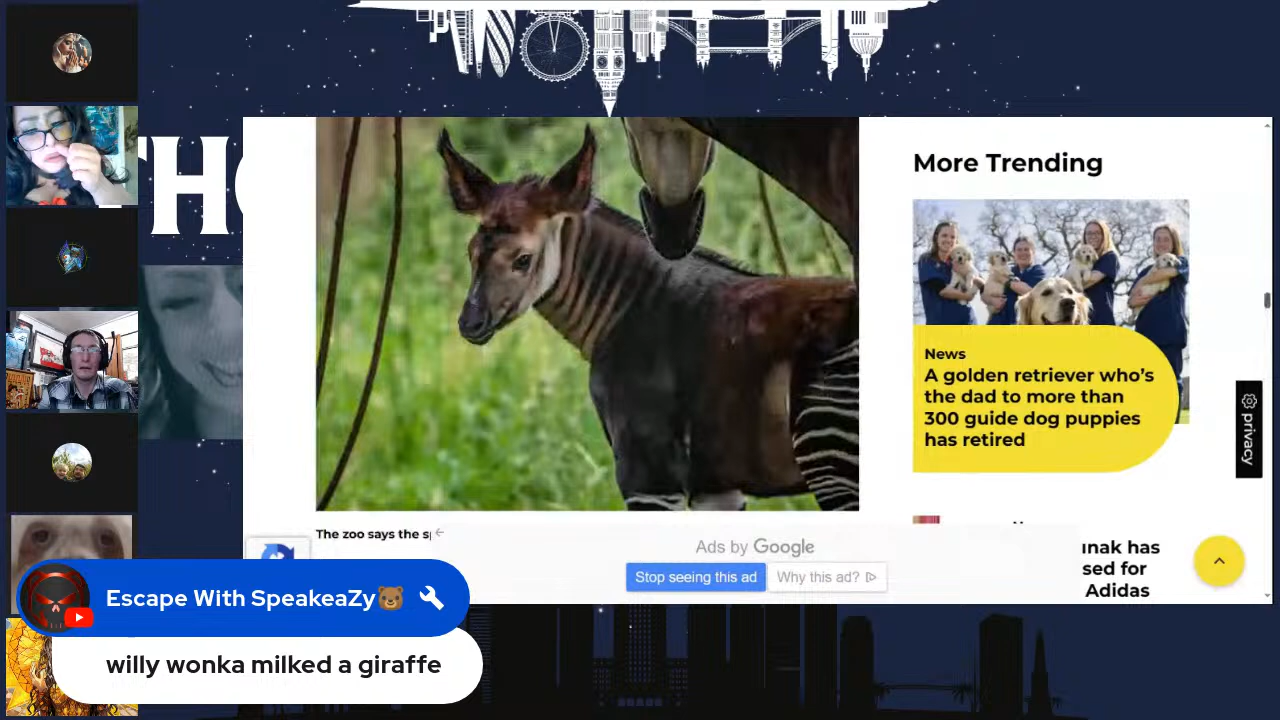 TH
More Trending
News
A golden retriever who's
the dad to more than
300 guide dog puppies
has retired
privacy
The zoo says the
Ads by Google
Stop seeing this ad
Why this ad?
has
sed for
Adidas
Escape With SpeakeaZy
willy wonka milked a giraffe